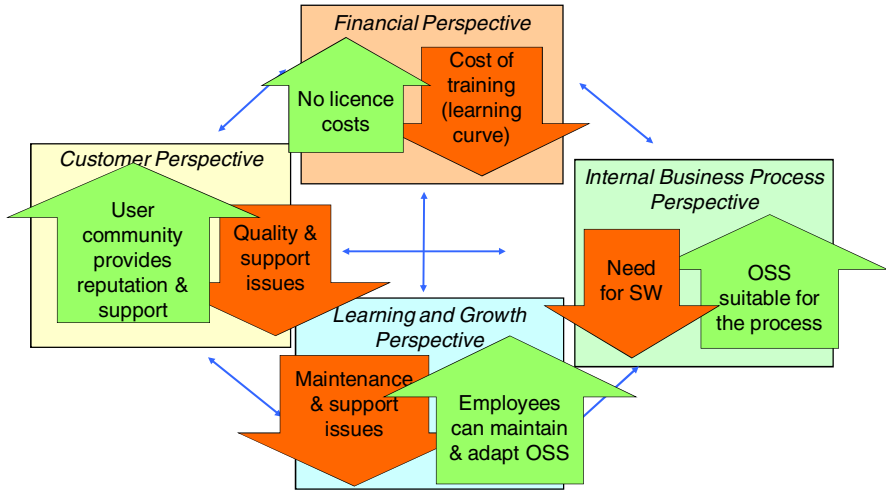 Financial Perspective
No licence
costs
Cost of
training
(learning
curve)
Customer Perspective
User
community
provides
reputation &
support
Quality &
support
issues
Internal Business Process
Perspective
Need
for SW
OSS
suitable for
the process
Learning and Growth
Perspective
Maintenance
& support
issues
Employees
can maintain
& adapt OSS